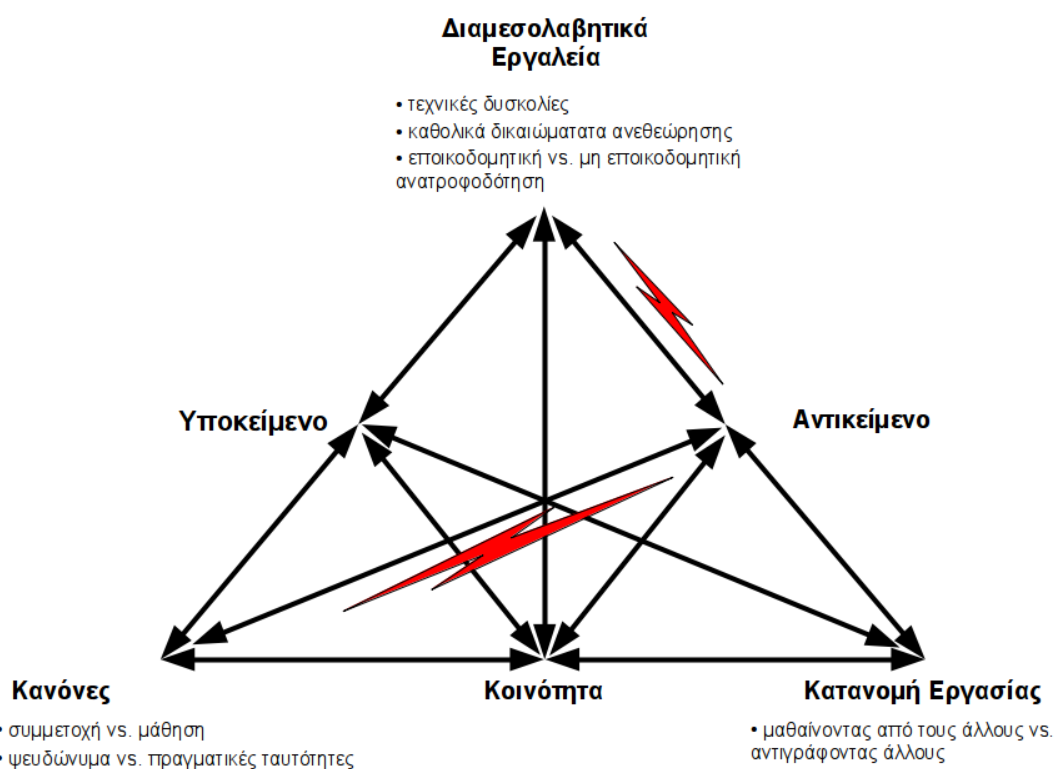 Διαμεσολαβητικά
Εργαλεία
• τεχνικές δυσκολίες
• καθολικά δικαιώματατα ανεθεώρησης
• εποικοδομητική vs. μη εποικοδομητική
ανατροφοδότηση
Υποκείμενο
Αντικείμενο
Κανόνες
Κοινότητα
Κατανομή Εργασίας
• συμμετοχή vs. μάθηση
• ψευδώνυμα vs. πραγματικές ταυτότητες
• μαθαίνοντας από τους άλλους vs.
αντιγράφοντας άλλους